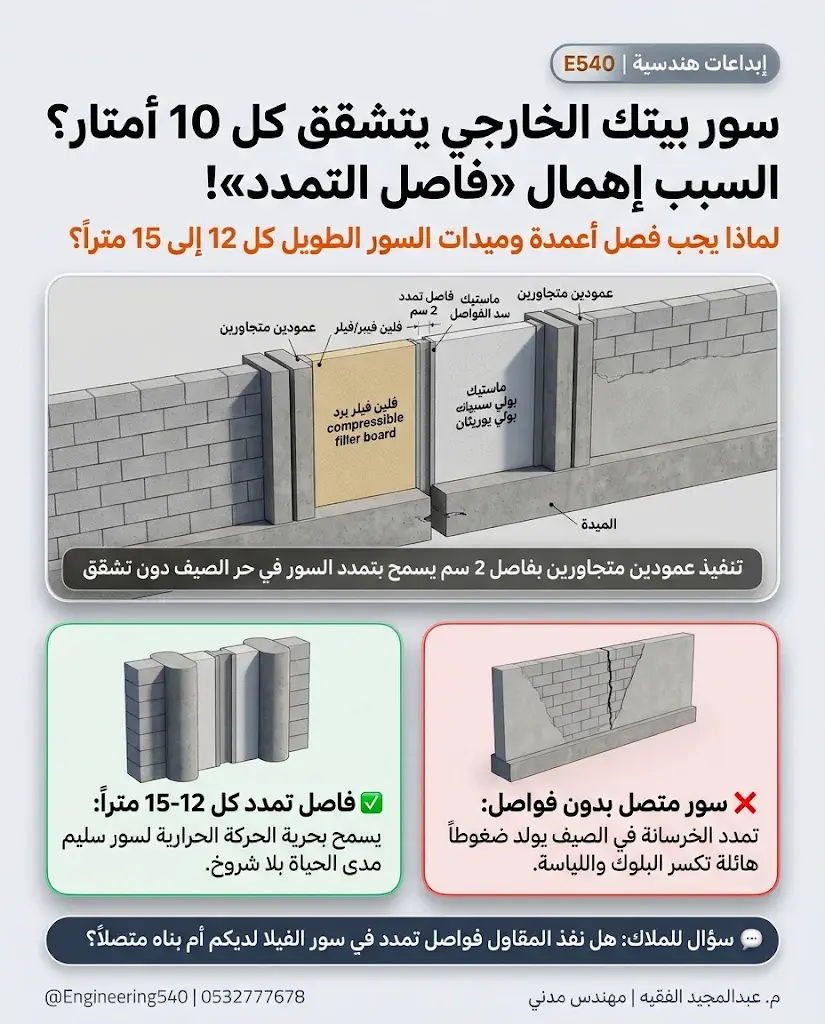 إبداعات هندسية | E540
سور بيتك الخارجي يتشقق كل 10 أمتار؟
السبب إهمال «فاصل التمدد»!
لماذا يجب فصل أعمدة وميدات السور الطويل كل 12 إلى 15 متراً؟
عمودين متجاورين
ماستيك
سد الفواصل
فاصل تمدد
2 سم
فلين فيبر/فيلر
عمودين متجاورين
ماستيك
بولي
بولي يوريثان
فلين فيلر برد
compressible
filler board
الميدة
تنفيذ عمودين متجاورين بفاصل 2 سم يسمح بتمدد السور في حر الصيف دون تشقق
❌ سور متصل بدون فواصل:
تمدد الخرسانة في الصيف يولد ضغوطاً
هائلة تكسر البلوك واللياسة.
✅ فاصل تمدد كل 12-15 متراً:
يسمح بحرية الحركة الحرارية لسور سليم
مدى الحياة بلا شروخ.
💬 سؤال للملاك: هل نفذ المقاول فواصل تمدد في سور الفيلا لديكم أم بناه متصلاً؟
م. عبدالمجيد الفقيه | مهندس مدني
@Engineering540 | 0532777678